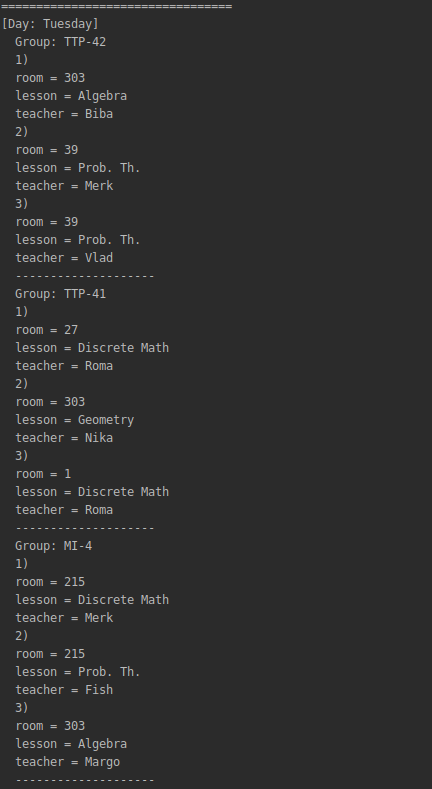 =================================
[Day: Tuesday]
Group: TTP-42
1)
room = 303
lesson = Algebra
teacher = Biba
2)
room = 39
lesson = Prob. Th.
teacher = Merk
3)
room = 39
lesson = Prob. Th.
teacher = Vlad
--------------------
Group: TTP-41
1)
room = 27
lesson = Discrete Math
teacher = Roma
2)
room = 303
lesson = Geometry
teacher = Nika
3)
room = 1
lesson = Discrete Math
teacher = Roma
--------------------
Group: MI-4
1)
room = 215
lesson = Discrete Math
teacher = Merk
2)
room = 215
lesson = Prob. Th.
teacher = Fish
3)
room = 303
lesson = Algebra
teacher = Margo
--------------------